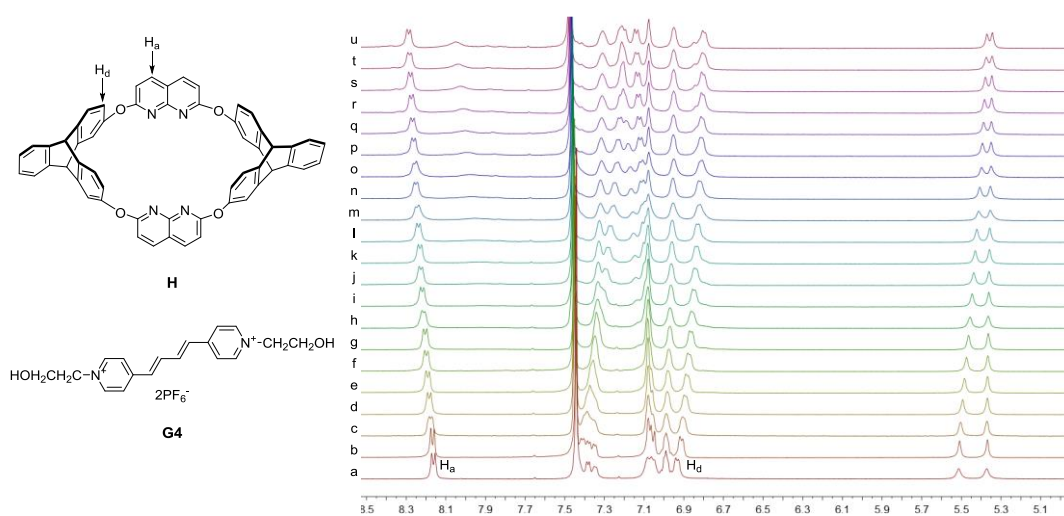 Hd
Ha
O
N
N
O
O
N
N
O
H
HOH2CH2C
N+
N+
CH2CH2OH
2PF6-
G4
u
t
s
r
q
p
o
n
m
l
k
j
i
h
g
f
e
d
c
b
a
Ha
Hd
8.5 8.3 8.1 7.9 7.7 7.5 7.3 7.1 6.9 6.7 6.5 6.3 6.1 5.9 5.7 5.5 5.3 5.1